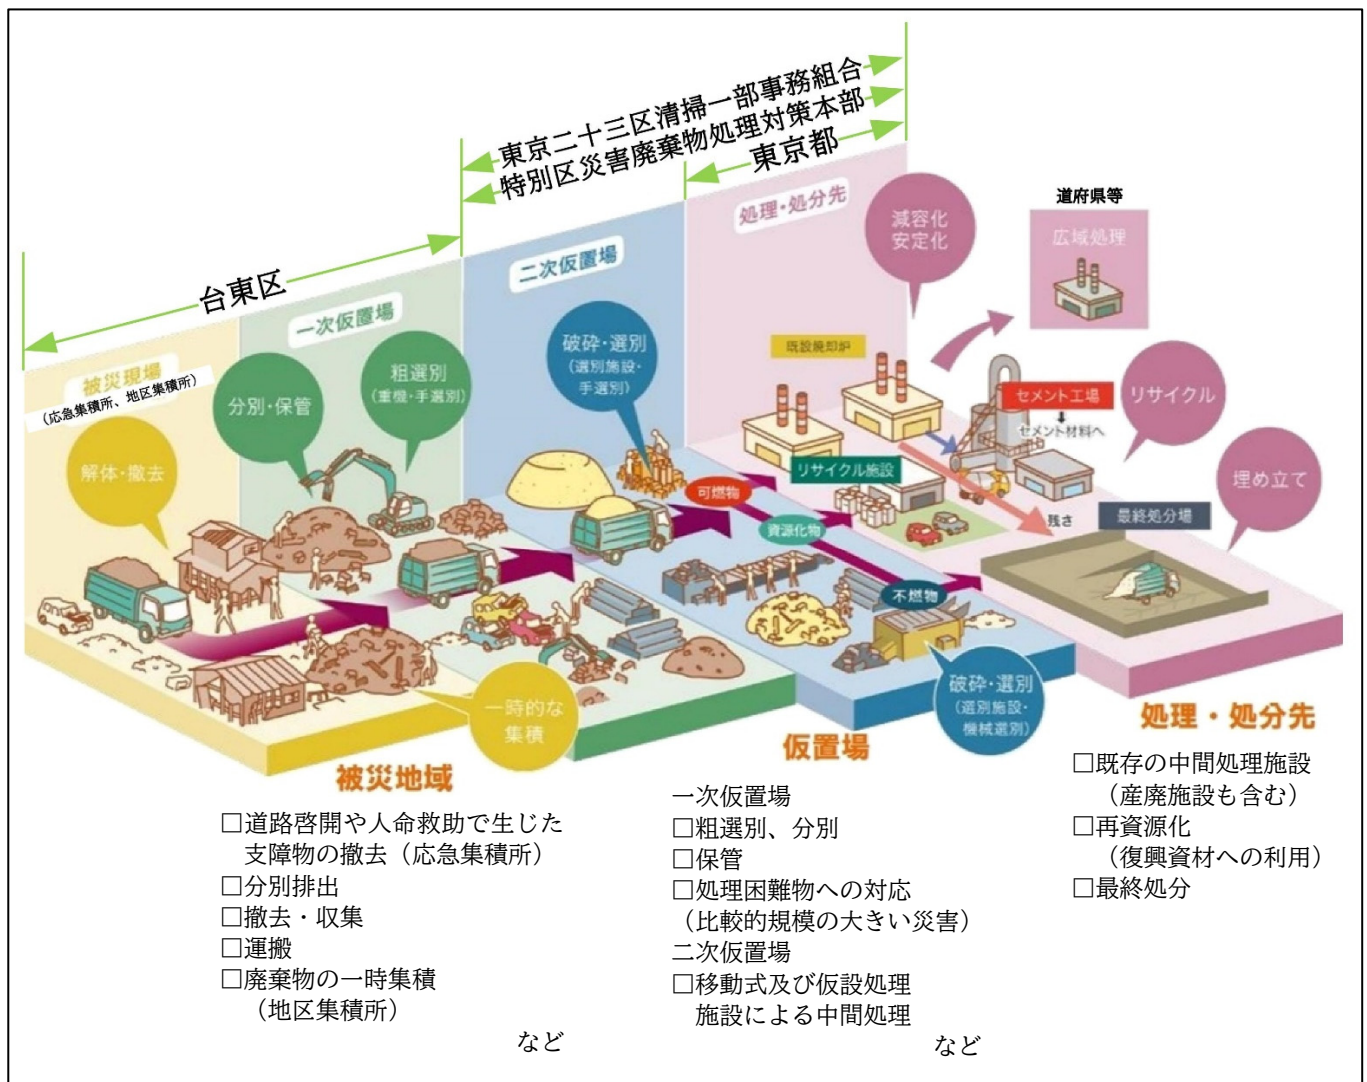 東京二十三区清掃一部事務組合
特別区災害廃棄物処理対策本部
東京都
台東区
被災現場
（応急集積所、地区集積所）
一次仮置場
二次仮置場
処理・処分先
道府県等
広域処理
減容化
安定化
解体・撤去
分別・保管
粗選別
（重機・手選別）
破砕・選別
（選別施設・
手選別）
既設焼却炉
セメント工場
↓
セメント材料へ
リサイクル
リサイクル施設
可燃物
資源化物
不燃物
残さ
最終処分場
埋め立て
一時的な
集積
破砕・選別
（選別施設・
機械選別）
被災地域
□道路啓開や人命救助で生じた
支障物の撤去（応急集積所）
□分別排出
□撤去・収集
□運搬
□廃棄物の一時集積
（地区集積所）
など
仮置場
一次仮置場
□粗選別、分別
□保管
□処理困難物への対応
（比較的規模の大きい災害）
二次仮置場
□移動式及び仮設処理
施設による中間処理
など
処理・処分先
□既存の中間処理施設
（産廃施設も含む）
□再資源化
（復興資材への利用）
□最終処分